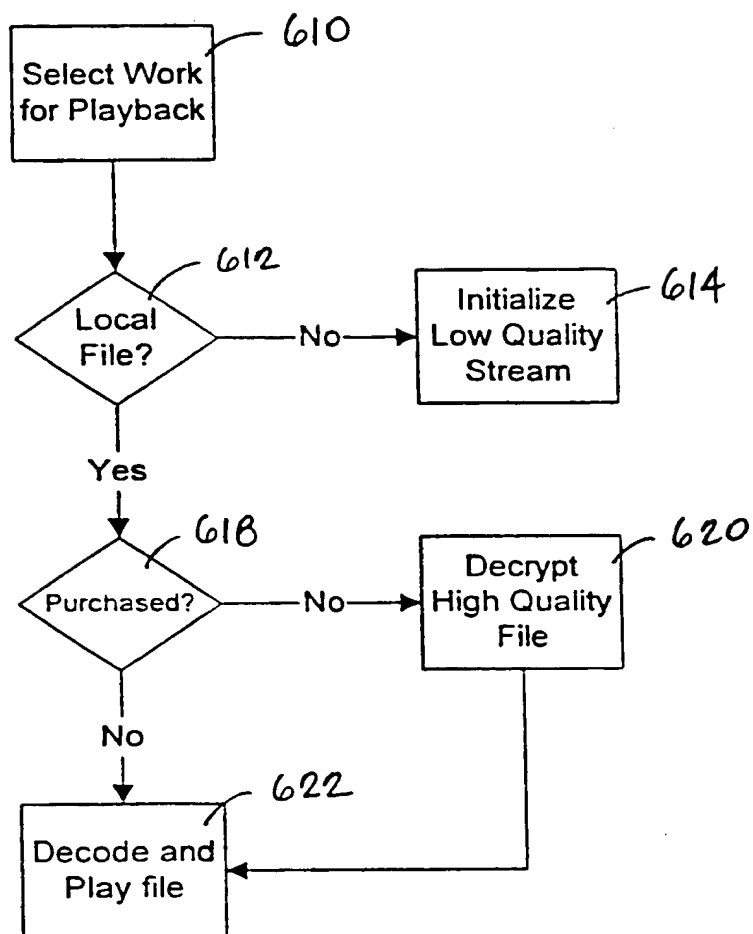 610
Select Work
for Playback
612
Local
File?
No
614
Initialize
Low Quality
Stream
Yes
618
Purchased?
No
620
Decrypt
High Quality
File
No
622
Decode and
Play file